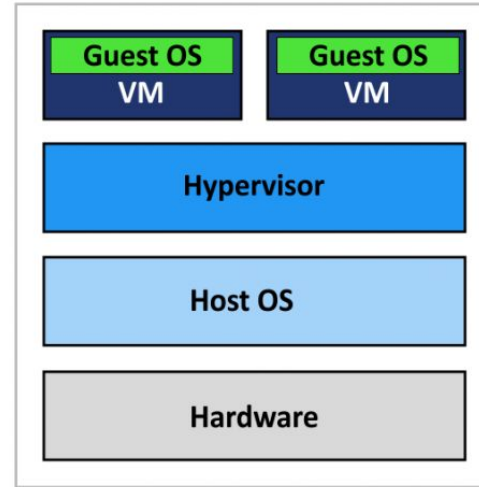 Guest OS
VM
Guest OS
VM
Hypervisor
Host OS
Hardware